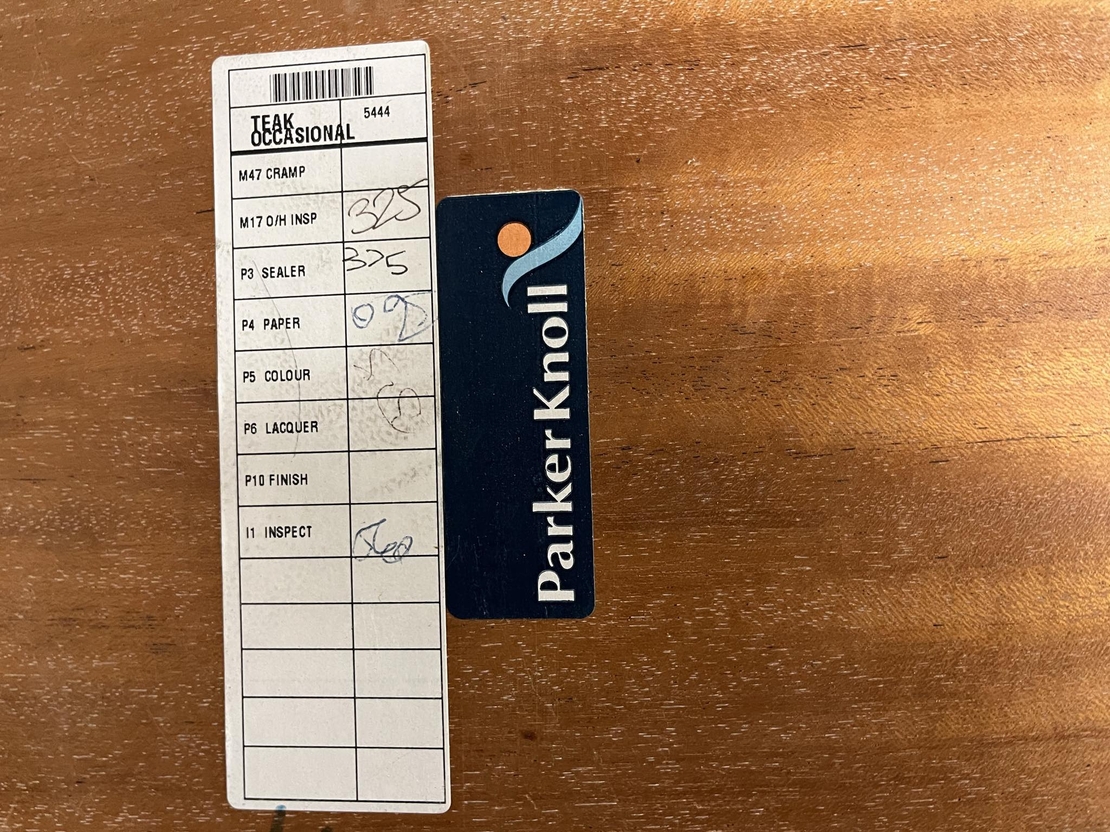 TEAK
OCCASIONAL
5444
M47 CRAMP
M17 O/H INSP 325
P3 SEALER 325
P4 PAPER
P5 COLOUR
P6 LACQUER
P10 FINISH
I1 INSPECT
Parker Knoll